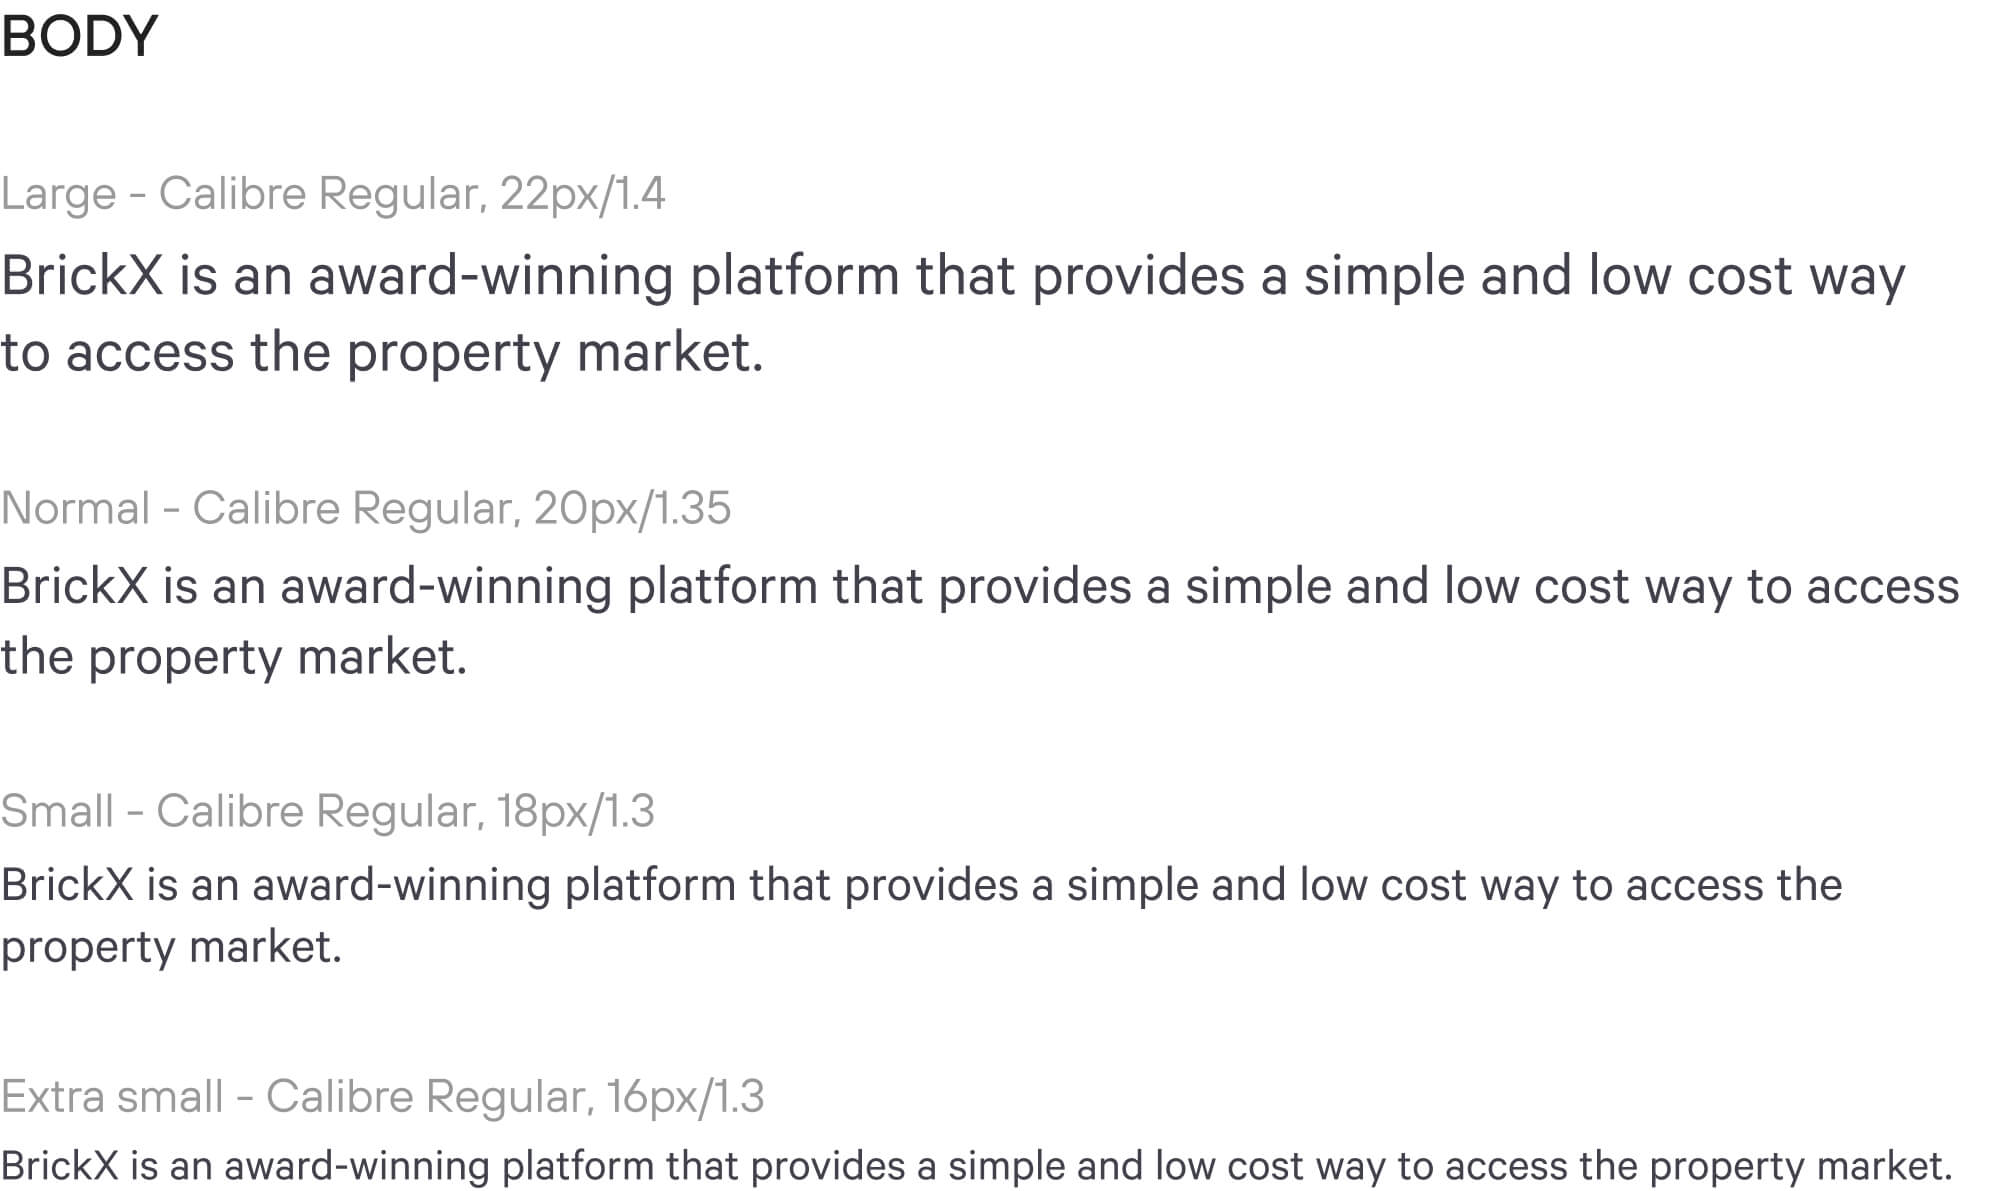 BODY
Large - Calibre Regular, 22px/1.4
BrickX is an award-winning platform that provides a simple and low cost way
to access the property market.
Normal - Calibre Regular, 20px/1.35
BrickX is an award-winning platform that provides a simple and low cost way to access
the property market.
Small - Calibre Regular, 18px/1.3
BrickX is an award-winning platform that provides a simple and low cost way to access the
property market.
Extra small - Calibre Regular, 16px/1.3
BrickX is an award-winning platform that provides a simple and low cost way to access the property market.